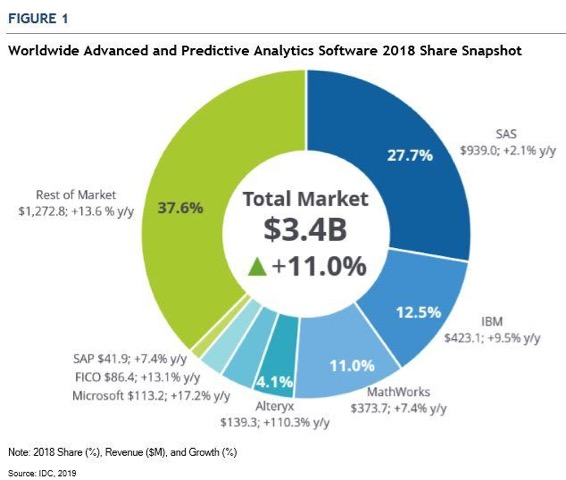 FIGURE 1
Worldwide Advanced and Predictive Analytics Software 2018 Share Snapshot
SAS
$939.0; +2.1% y/y
27.7%
Rest of Market
$1,272.8; +13.6 % y/y
37.6%
Total Market
$3.4B
▲+11.0%
12.5%
IBM
$423.1; +9.5% y/y
11.0%
MathWorks
$373.7; +7.4% y/y
4.1%
Alteryx
$139.3; +110.3% y/y
SAP $41.9; +7.4% y/y
FICO $86.4; +13.1% y/y
Microsoft $113.2; +17.2% y/y
Note: 2018 Share (%), Revenue ($M), and Growth (%)
Source: IDC, 2019